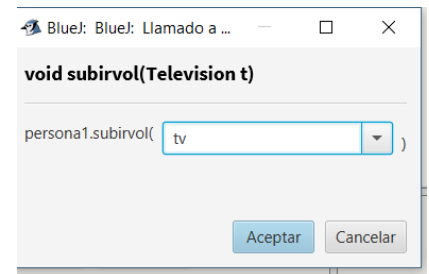 BlueJ: BlueJ: Llamado a ...
void subirvol(Television t)
persona1.subirvol( tv )
Aceptar Cancelar